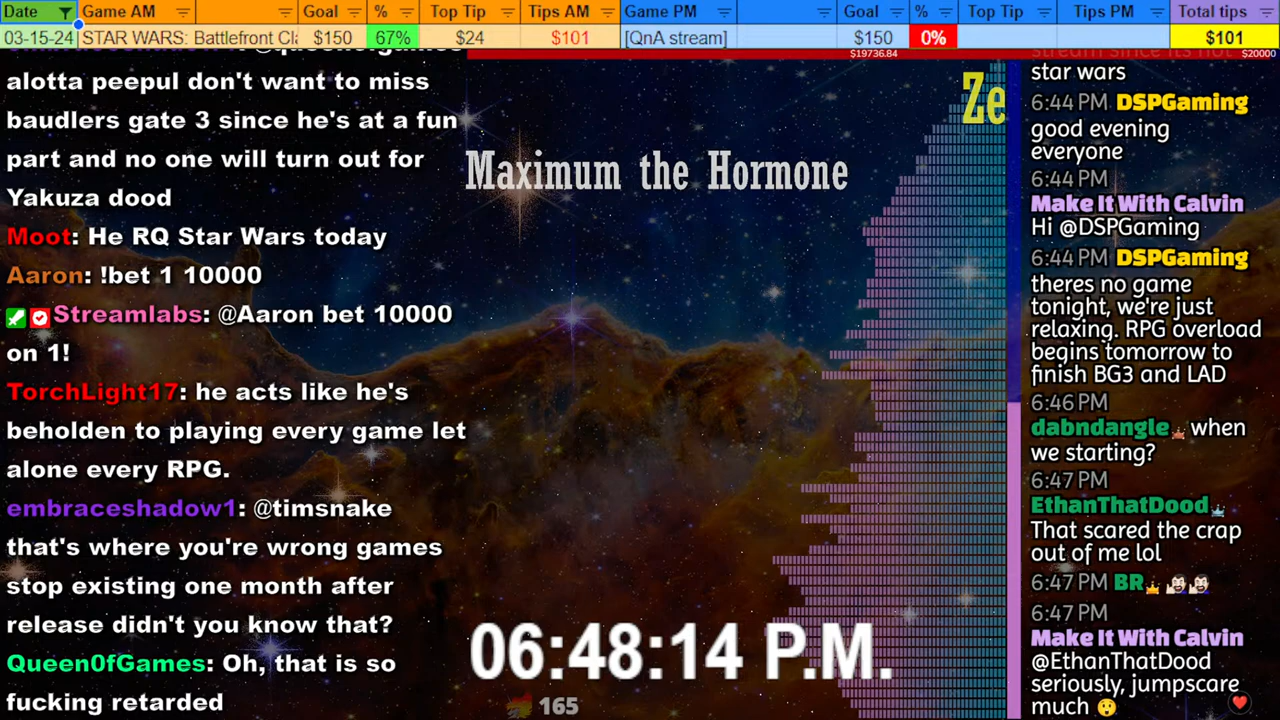 Date Game AM Goal % Top Tip Tips AM Game PM Goal % Top Tip Tips PM Total tips
03-15-24 STAR WARS: Battlefront Cla $150 67% $24 $101 [QnA stream] $150 0% $101
$19736.84 $20000
alotta peepul don't want to miss
baudlers gate 3 since he's at a fun
part and no one will turn out for
Yakuza dood
Moot: He RQ Star Wars today
Aaron: !bet 1 10000
Streamlabs: @Aaron bet 10000
on 1!
TorchLight17: he acts like he's
beholden to playing every game let
alone every RPG.
embraceshadow1: @timsnake
that's where you're wrong games
stop existing one month after
release didn't you know that?
Queen0fGames: Oh, that is so
fucking retarded
Ze
Maximum the Hormone
06:48:14 P.M.
165
stream since its not
star wars
6:44 PM DSPGaming
good evening
everyone
6:44 PM
Make It With Calvin
Hi @DSPGaming
6:44 PM DSPGaming
theres no game
tonight, we're just
relaxing. RPG overload
begins tomorrow to
finish BG3 and LAD
6:46 PM
dabndangle when
we starting?
6:47 PM
EthanThatDood
That scared the crap
out of me lol
6:47 PM BR
6:47 PM
Make It With Calvin
@EthanThatDood
seriously, jumpscare
much